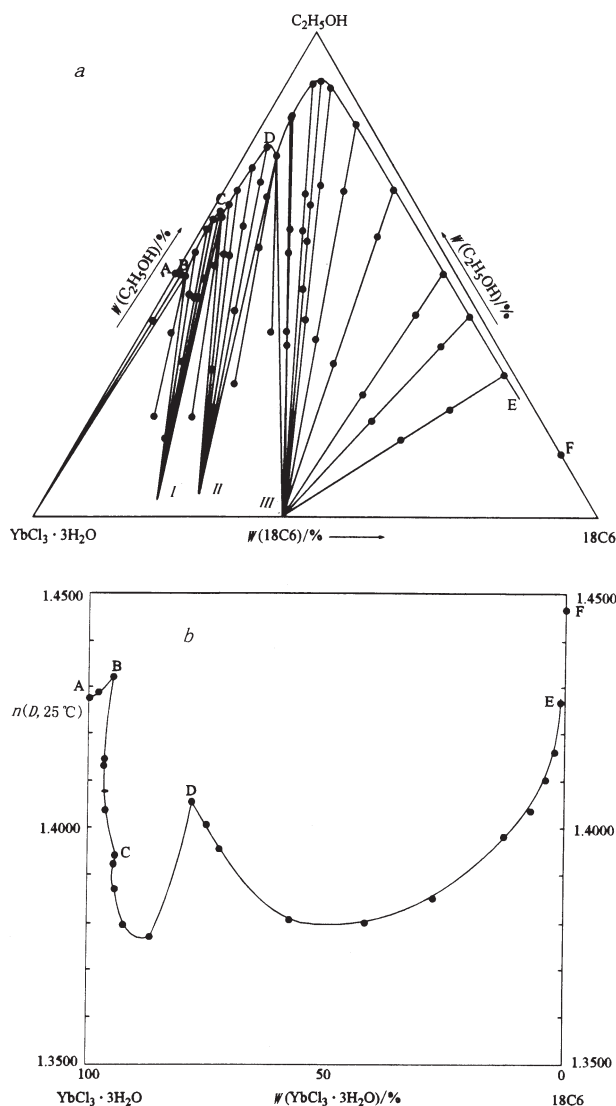 C₂H₅OH
a
D
C
A B
W(C₂H₅OH)/%
W(C₂H₅OH)/%
E
F
I II III
YbCl₃·3H₂O W(18C6)/% 18C6
1.4500 1.4500
b
F
B
A
E
n(D, 25℃)
D
1.4000 1.4000
C
1.3500 1.3500
100 50 0
YbCl₃·3H₂O W(YbCl₃·3H₂O)/% 18C6